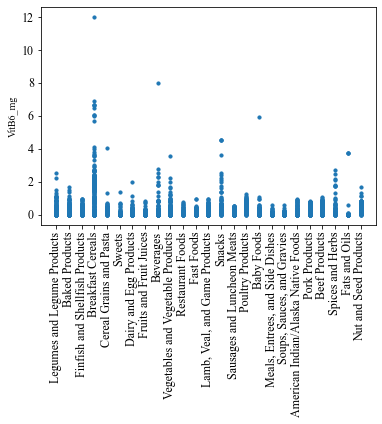 12
10
8
6
4
2
0
VitB6_mg
Legumes and Legume Products
Baked Products
Finfish and Shellfish Products
Breakfast Cereals
Cereal Grains and Pasta
Sweets
Dairy and Egg Products
Fruits and Fruit Juices
Beverages
Vegetables and Vegetable Products
Restaurant Foods
Fast Foods
Lamb, Veal, and Game Products
Snacks
Sausages and Luncheon Meats
Poultry Products
Baby Foods
Meals, Entrees, and Side Dishes
Soups, Sauces, and Gravies
American Indian/Alaska Native Foods
Pork Products
Beef Products
Spices and Herbs
Fats and Oils
Nut and Seed Products